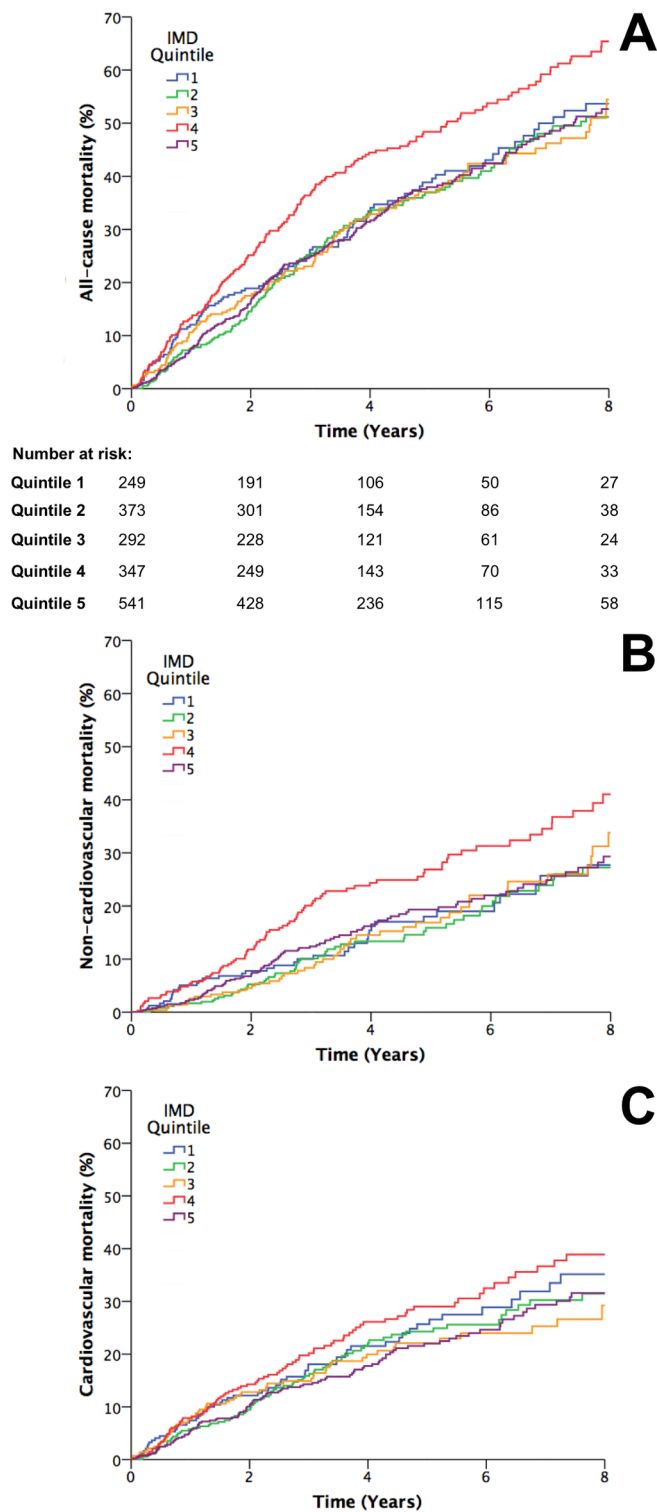 A
IMD
Quintile
1
2
3
4
5
All-cause mortality (%)
70
60
50
40
30
20
10
0
0 2 4 6 8
Time (Years)
Number at risk:
Quintile 1 249 191 106 50 27
Quintile 2 373 301 154 86 38
Quintile 3 292 228 121 61 24
Quintile 4 347 249 143 70 33
Quintile 5 541 428 236 115 58
B
IMD
Quintile
1
2
3
4
5
Non-cardiovascular mortality (%)
70
60
50
40
30
20
10
0
0 2 4 6 8
Time (Years)
C
IMD
Quintile
1
2
3
4
5
Cardiovascular mortality (%)
70
60
50
40
30
20
10
0
0 2 4 6 8
Time (Years)